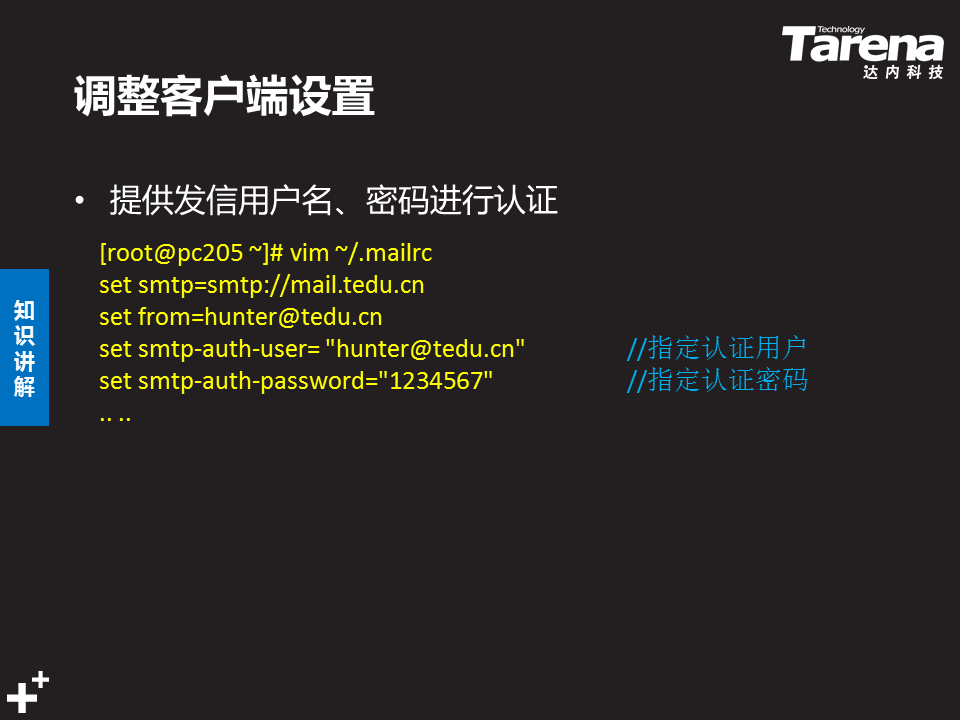 Technology
Tarena
达内科技
调整客户端设置
• 提供发信用户名、密码进行认证
[root@pc205 ~]# vim ~/.mailrc
set smtp=smtp://mail.tedu.cn
set from=hunter@tedu.cn
set smtp-auth-user= "hunter@tedu.cn" //指定认证用户
set smtp-auth-password="1234567" //指定认证密码
.. ..
知识讲解